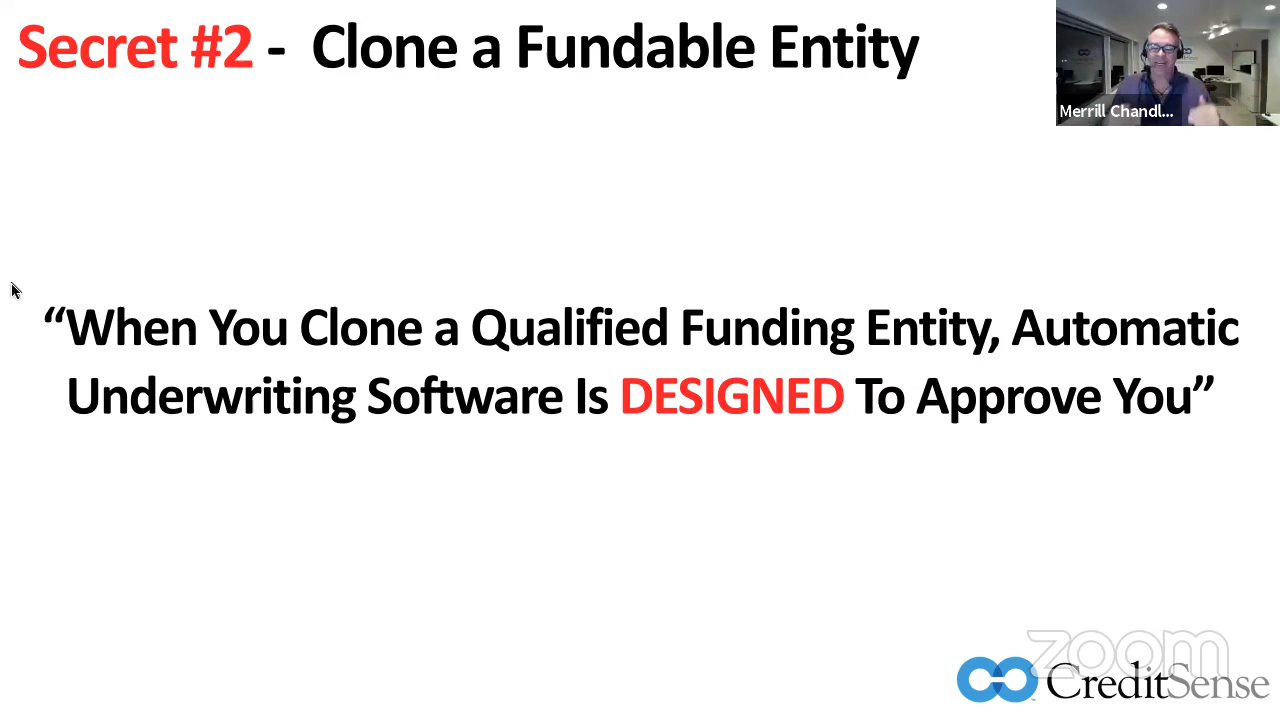 Secret #2 - Clone a Fundable Entity
Merrill Chandl...
“When You Clone a Qualified Funding Entity, Automatic
Underwriting Software Is DESIGNED To Approve You”
zoom
CreditSense